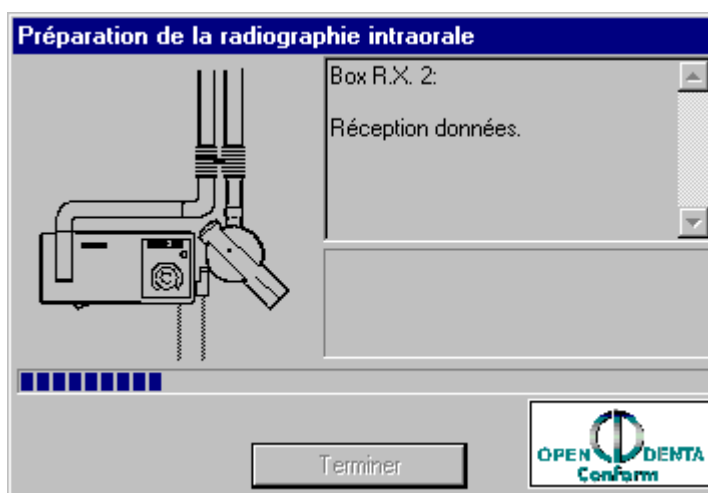 Préparation de la radiographie intraorale
Box R.X. 2:
Réception données.
Terminer
OPEN DENTA
Conform